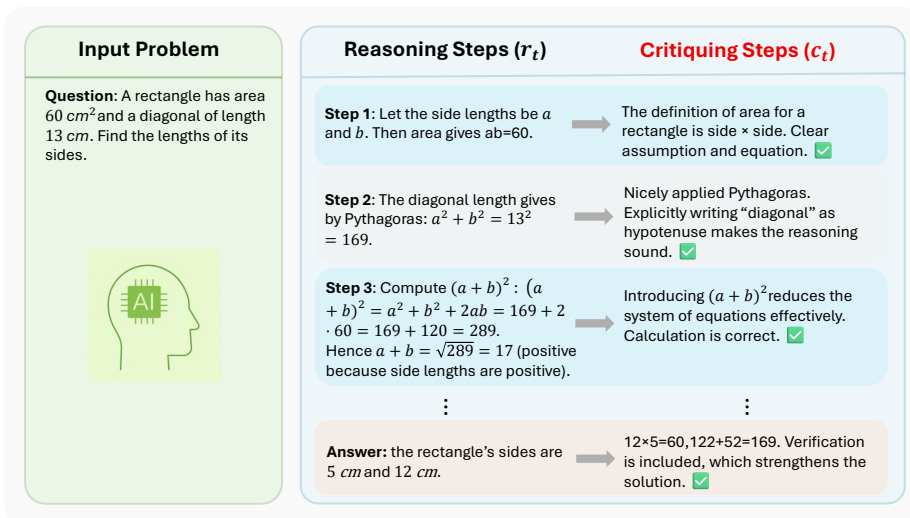 Input Problem
Question: A rectangle has area
60 cm² and a diagonal of length
13 cm. Find the lengths of its
sides.
AI
Reasoning Steps (rₜ)
Critiquing Steps (cₜ)
Step 1: Let the side lengths be a
and b. Then area gives ab=60.
The definition of area for a
rectangle is side × side. Clear
assumption and equation. ✅
Step 2: The diagonal length gives
by Pythagoras: a² + b² = 13²
= 169.
Nicely applied Pythagoras.
Explicitly writing “diagonal” as
hypotenuse makes the reasoning
sound. ✅
Step 3: Compute (a + b)² : (a
+ b)² = a² + b² + 2ab = 169 + 2
· 60 = 169 + 120 = 289.
Hence a + b = √289 = 17 (positive
because side lengths are positive).
Introducing (a + b)² reduces the
system of equations effectively.
Calculation is correct. ✅
⋮
⋮
Answer: the rectangle’s sides are
5 cm and 12 cm.
12×5=60,122+52=169. Verification
is included, which strengthens the
solution. ✅